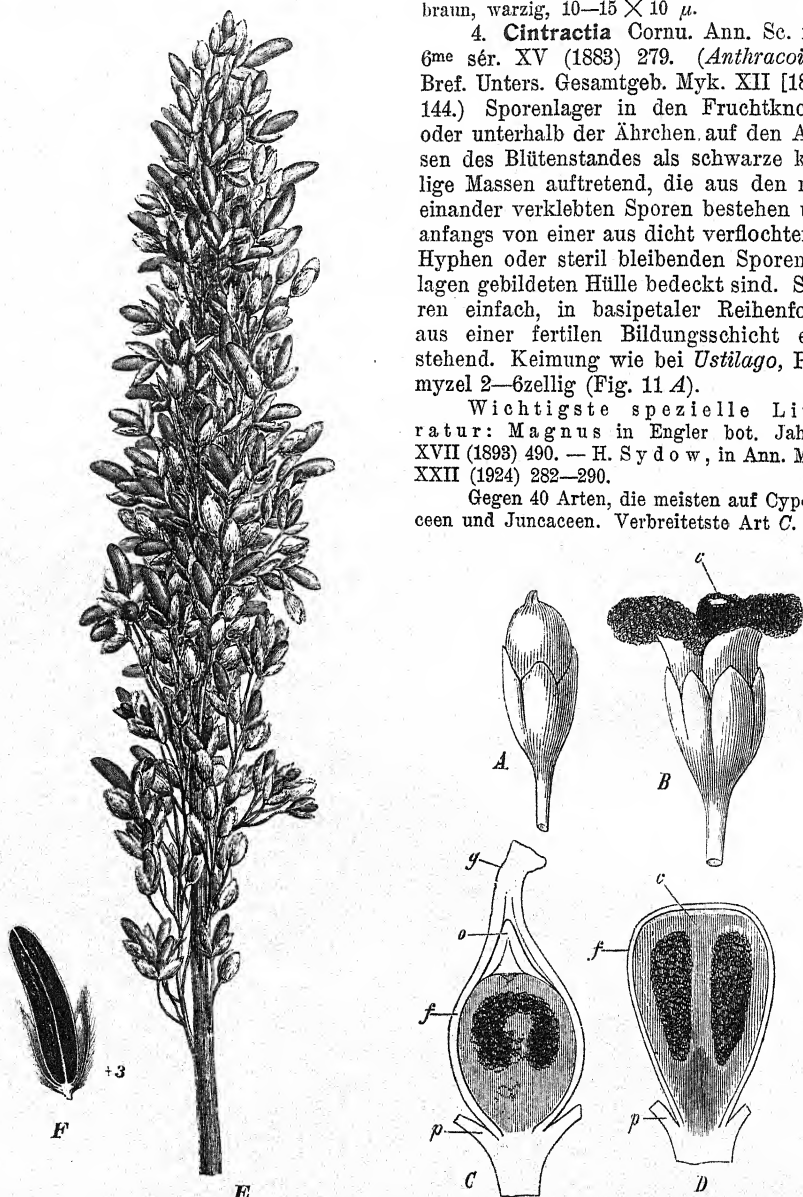 braun, warzig, 10—15 × 10 µ.
4. Cintractia Cornu. Ann. Sc.
6me sér. XV (1883) 279. (Anthracoi
Bref. Unters. Gesamtgeb. Myk. XII [18
144.) Sporenlager in den Fruchtkno
oder unterhalb der Ährchen auf den A
sen des Blütenstandes als schwarze k
lige Massen auftretend, die aus den
einander verklebten Sporen bestehen
anfangs von einer aus dicht verflochte
Hyphen oder steril bleibenden Sporen
lagen gebildeten Hülle bedeckt sind. S
ren einfach, in basipetaler Reihenfo
aus einer fertilen Bildungsschicht e
stehend. Keimung wie bei Ustilago, P
myzel 2—6zellig (Fig. 11 A).
Wichtigste spezielle Li
ratur: Magnus in Engler bot. Jah
XVII (1893) 490. — H. Sydow, in Ann. M
XXII (1924) 282—290.
Gegen 40 Arten, die meisten auf Cype
ceen und Juncaceen. Verbreitetste Art C.
c
A.
B
g
o
f
p
C
c
f
p
D
+3
F
E